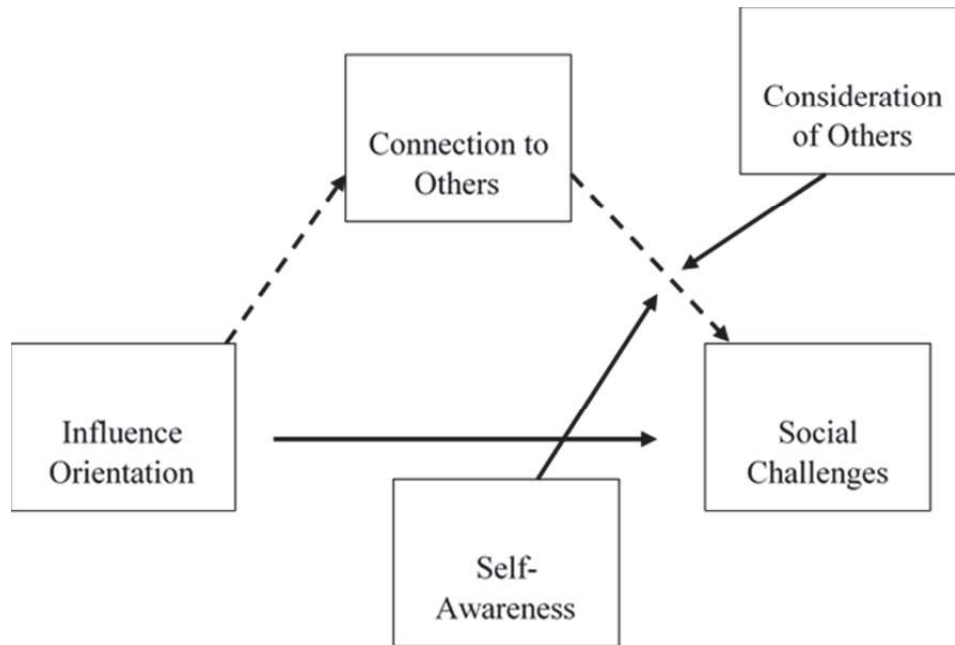 Consideration
of Others
Connection to
Others
Influence
Orientation
Social
Challenges
Self-
Awareness